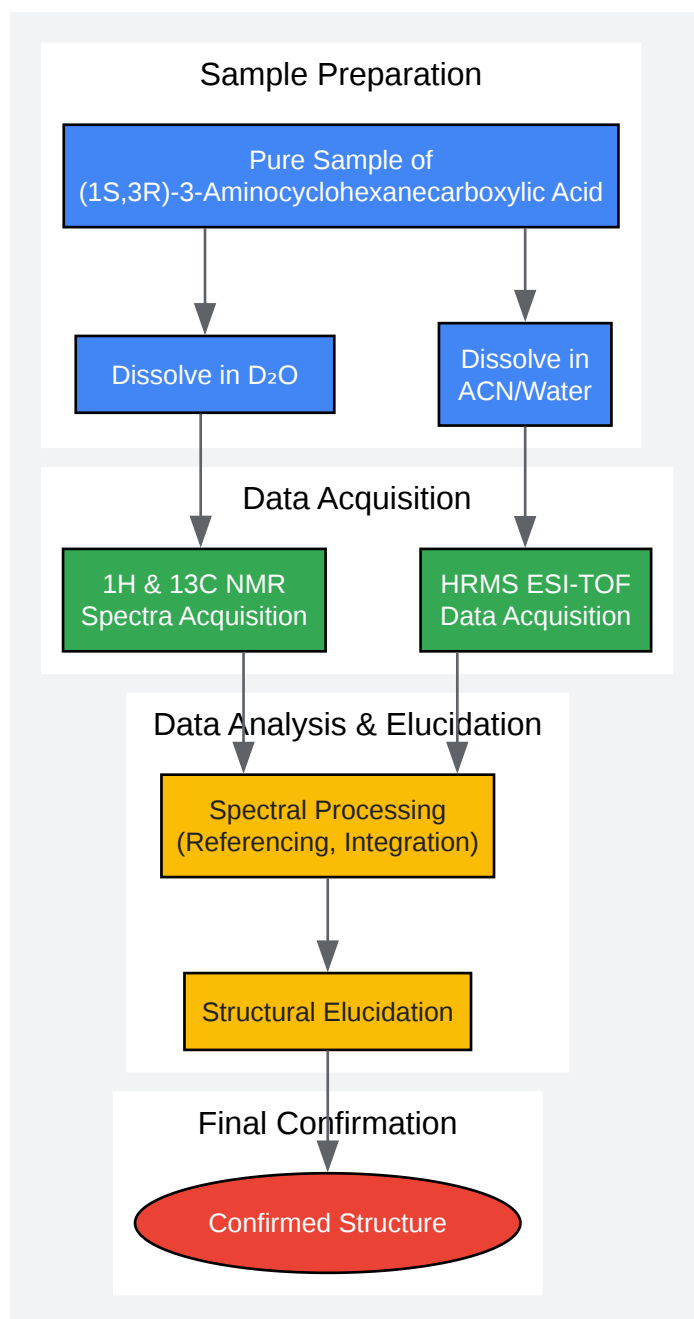 Sample Preparation
Pure Sample of
(1S,3R)-3-Aminocyclohexanecarboxylic Acid
Dissolve in D₂O
Dissolve in
ACN/Water
Data Acquisition
1H & 13C NMR
Spectra Acquisition
HRMS ESI-TOF
Data Acquisition
Data Analysis & Elucidation
Spectral Processing
(Referencing, Integration)
Structural Elucidation
Final Confirmation
Confirmed Structure